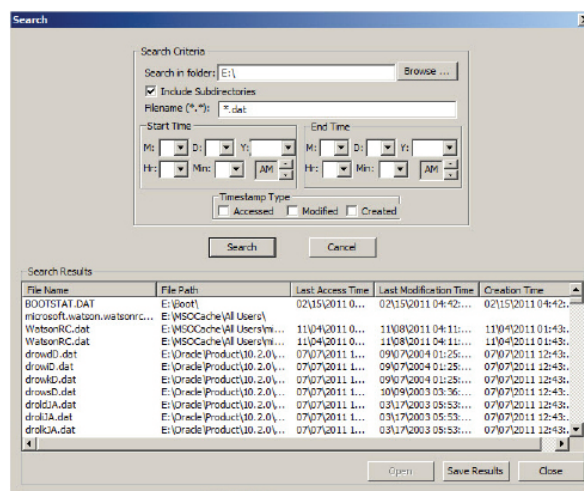 Search
Search Criteria
Search in folder: E:\ Browse ...
Include Subdirectories
Filename (*.*): *.dat
Start Time End Time
M: D: Y: M: D: Y:
Hr: Min: AM Hr: Min: AM
Timestamp Type
Accessed Modified Created
Search Cancel
Search Results
File Name File Path Last Access Time Last Modification Time Creation Time
BOOTSTAT.DAT E:\Boot\ 02\15\2011 0... 02\15\2011 04:42:... 02\15\2011 04:42:.
microsoft.watson.watsonrc... E:\MSOCache\All Users\
WatsonRC.dat E:\MSOCache\All Users\mi... 11\04\2011 0... 11\08\2011 04:11:... 11\04\2011 01:43:.
WatsonRC.dat E:\MSOCache\All Users\mi... 11\04\2011 0... 11\08\2011 04:11:... 11\04\2011 01:43:.
drowdD.dat E:\Oracle\Product\10.2.0\... 07\07\2011 1... 09\07\2004 01:25:... 07\07\2011 12:43:.
drowiD.dat E:\Oracle\Product\10.2.0\... 07\07\2011 1... 09\07\2004 01:25:... 07\07\2011 12:43:.
drowkD.dat E:\Oracle\Product\10.2.0\... 07\07\2011 1... 09\07\2004 01:25:... 07\07\2011 12:43:.
drowsD.dat E:\Oracle\Product\10.2.0\... 07\07\2011 1... 10\09\2003 03:36:... 07\07\2011 12:43:.
droldJA.dat E:\Oracle\Product\10.2.0\... 07\07\2011 1... 03\17\2003 05:53:... 07\07\2011 12:43:.
drolkJA.dat E:\Oracle\Product\10.2.0\... 07\07\2011 1... 03\17\2003 05:53:... 07\07\2011 12:43:.
drolsJA.dat E:\Oracle\Product\10.2.0\... 07\07\2011 1... 03\17\2003 05:53:... 07\07\2011 12:43:.
Open Save Results Close